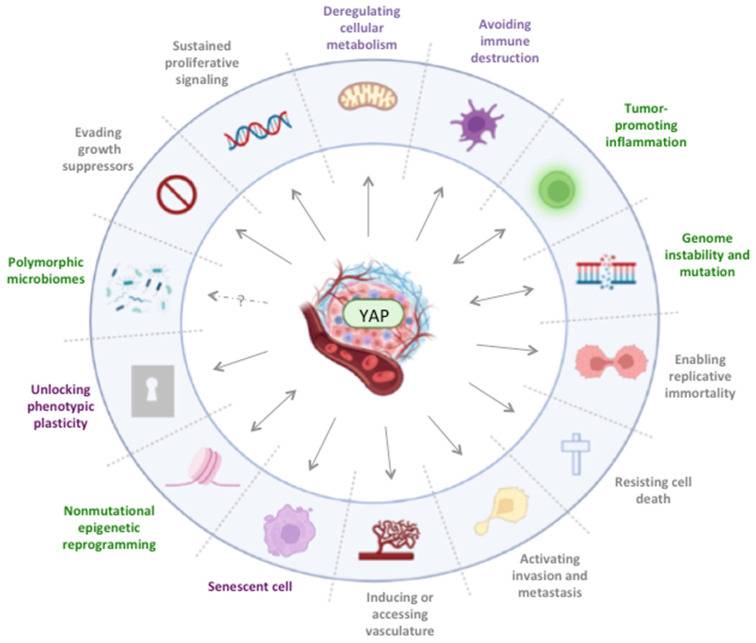 Deregulating
cellular
metabolism
Avoiding
immune
destruction
Tumor-
promoting
inflammation
Genome
instability and
mutation
Enabling
replicative
immortality
Resisting cell
death
Activating
invasion and
metastasis
Inducing or
accessing
vasculature
Senescent cell
Nonmutational
epigenetic
reprogramming
Unlocking
phenotypic
plasticity
Polymorphic
microbiomes
Evading
growth
suppressors
Sustained
proliferative
signaling
?
YAP